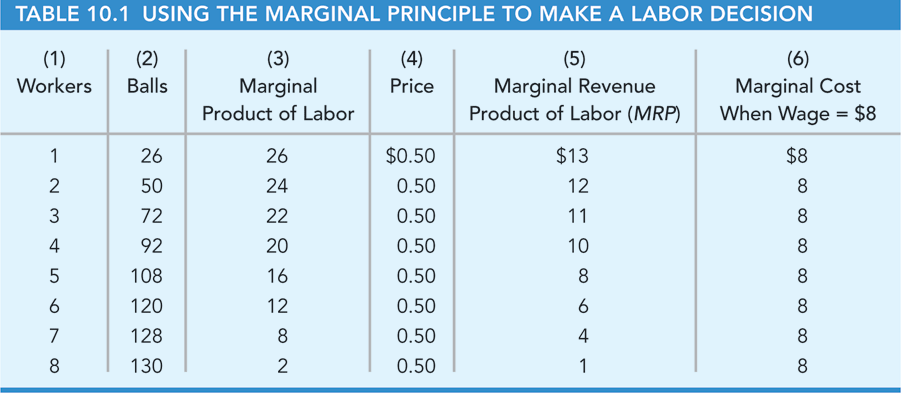 TABLE 10.1 USING THE MARGINAL PRINCIPLE TO MAKE A LABOR DECISION
(1) (2) (3) (4) (5) (6)
Workers Balls Marginal Price Marginal Revenue Marginal Cost
Product of Labor Product of Labor (MRP) When Wage = $8
1 26 26 $0.50 $13 $8
2 50 24 0.50 12 8
3 72 22 0.50 11 8
4 92 20 0.50 10 8
5 108 16 0.50 8 8
6 120 12 0.50 6 8
7 128 8 0.50 4 8
8 130 2 0.50 1 8